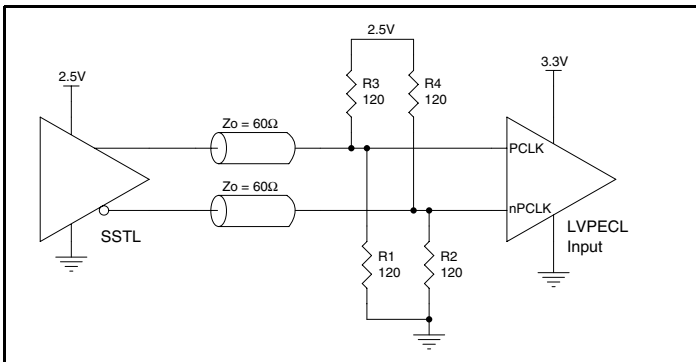 2.5V
2.5V
3.3V
R3
120
R4
120
Zo = 60Ω
PCLK
Zo = 60Ω
nPCLK
SSTL
LVPECL
Input
R1
120
R2
120